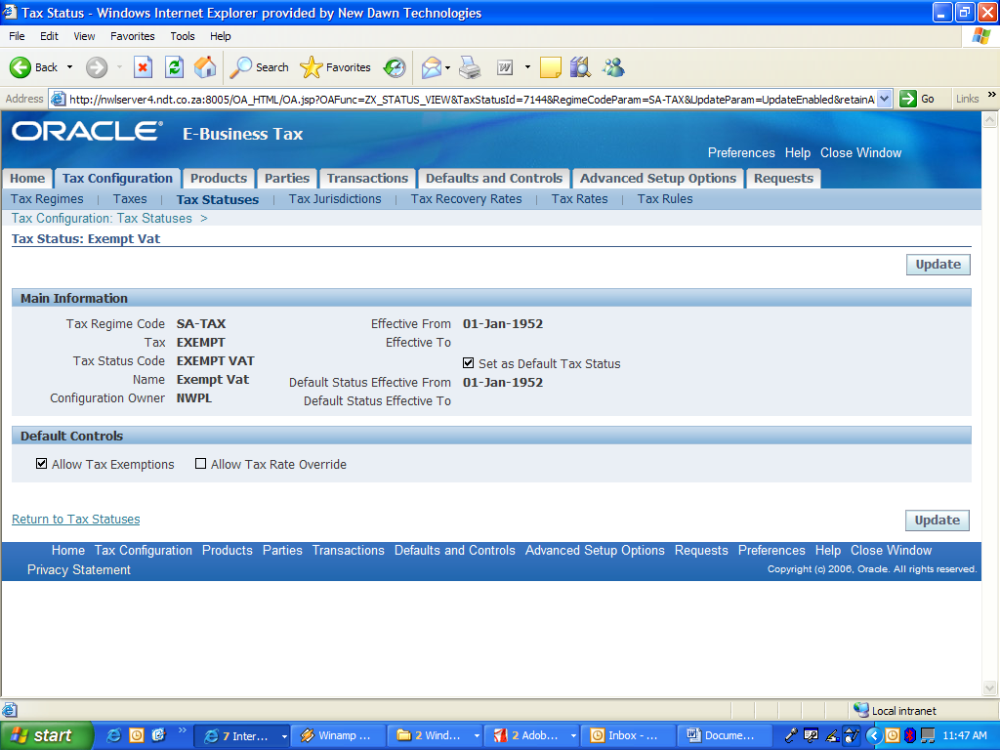 Tax Status - Windows Internet Explorer provided by New Dawn Technologies
File Edit View Favorites Tools Help
Back Search Favorites
Address http://nwlserver4.ndt.co.za:8005/OA_HTML/OA.jsp?OAFunc=ZX_STATUS_VIEW&TaxStatusId=7144&RegimeCodeParam=SA-TAX&UpdateParam=UpdateEnabled&retainA Go Links »
ORACLE® E-Business Tax
Preferences Help Close Window
Home Tax Configuration Products Parties Transactions Defaults and Controls Advanced Setup Options Requests
Tax Regimes | Taxes | Tax Statuses | Tax Jurisdictions | Tax Recovery Rates | Tax Rates | Tax Rules
Tax Configuration: Tax Statuses >
Tax Status: Exempt Vat
Update
Main Information
Tax Regime Code SA-TAX Effective From 01-Jan-1952
Tax EXEMPT Effective To
Tax Status Code EXEMPT VAT Set as Default Tax Status
Name Exempt Vat Default Status Effective From 01-Jan-1952
Configuration Owner NWPL Default Status Effective To
Default Controls
Allow Tax Exemptions Allow Tax Rate Override
Return to Tax Statuses Update
Home Tax Configuration Products Parties Transactions Defaults and Controls Advanced Setup Options Requests Preferences Help Close Window
Privacy Statement Copyright (c) 2006, Oracle. All rights reserved.
Local intranet
start » 7 Inter... Winamp ... 2 Wind... 2 Adob... Inbox - ... Docume... 11:47 AM